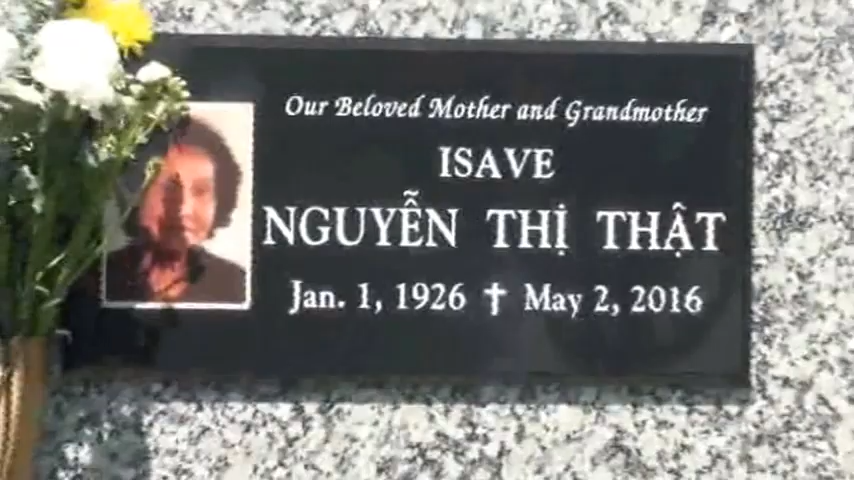 Our Beloved Mother and Grandmother
ISAVE
NGUYỄN THỊ THẬT
Jan. 1, 1926 ✝ May 2, 2016